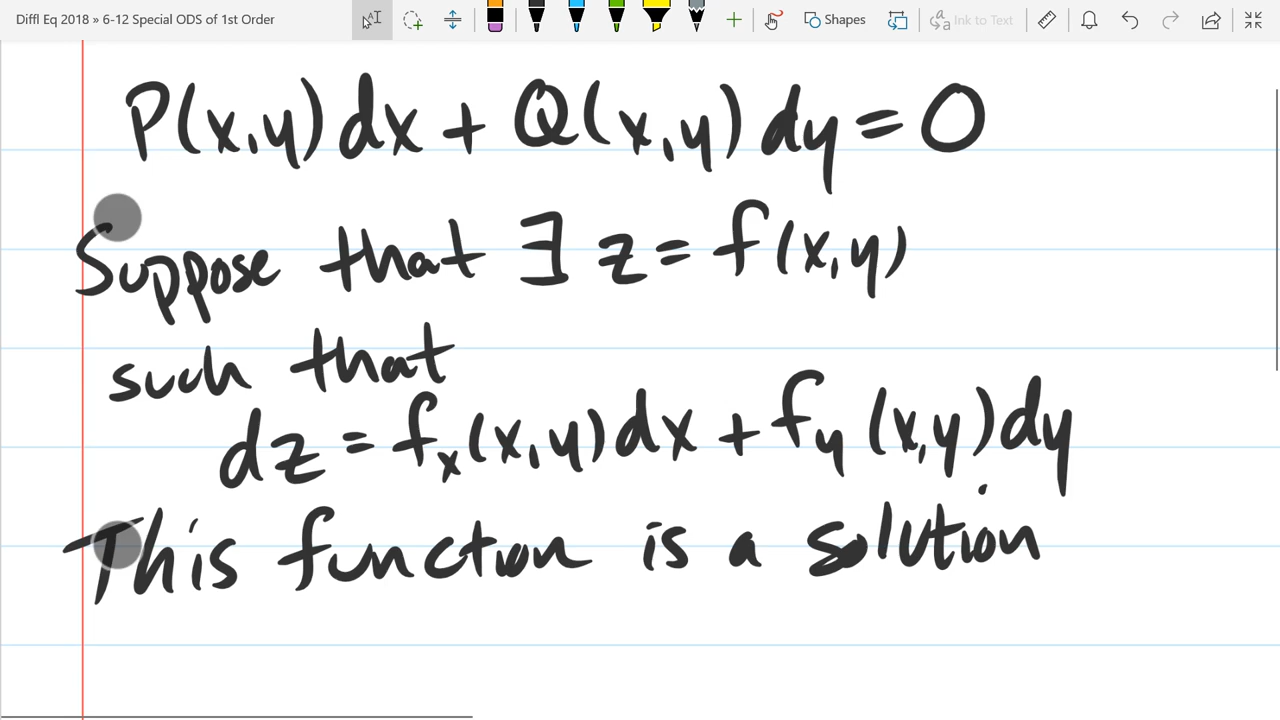 Diffl Eq 2018 » 6-12 Special ODS of 1st Order
Shapes
Ink to Text
P(x,y)dx + Q(x,y)dy = 0
Suppose that ∃ z = f(x,y)
such that
dz = fₓ(x,y)dx + f_y(x,y)dy
This function is a solution